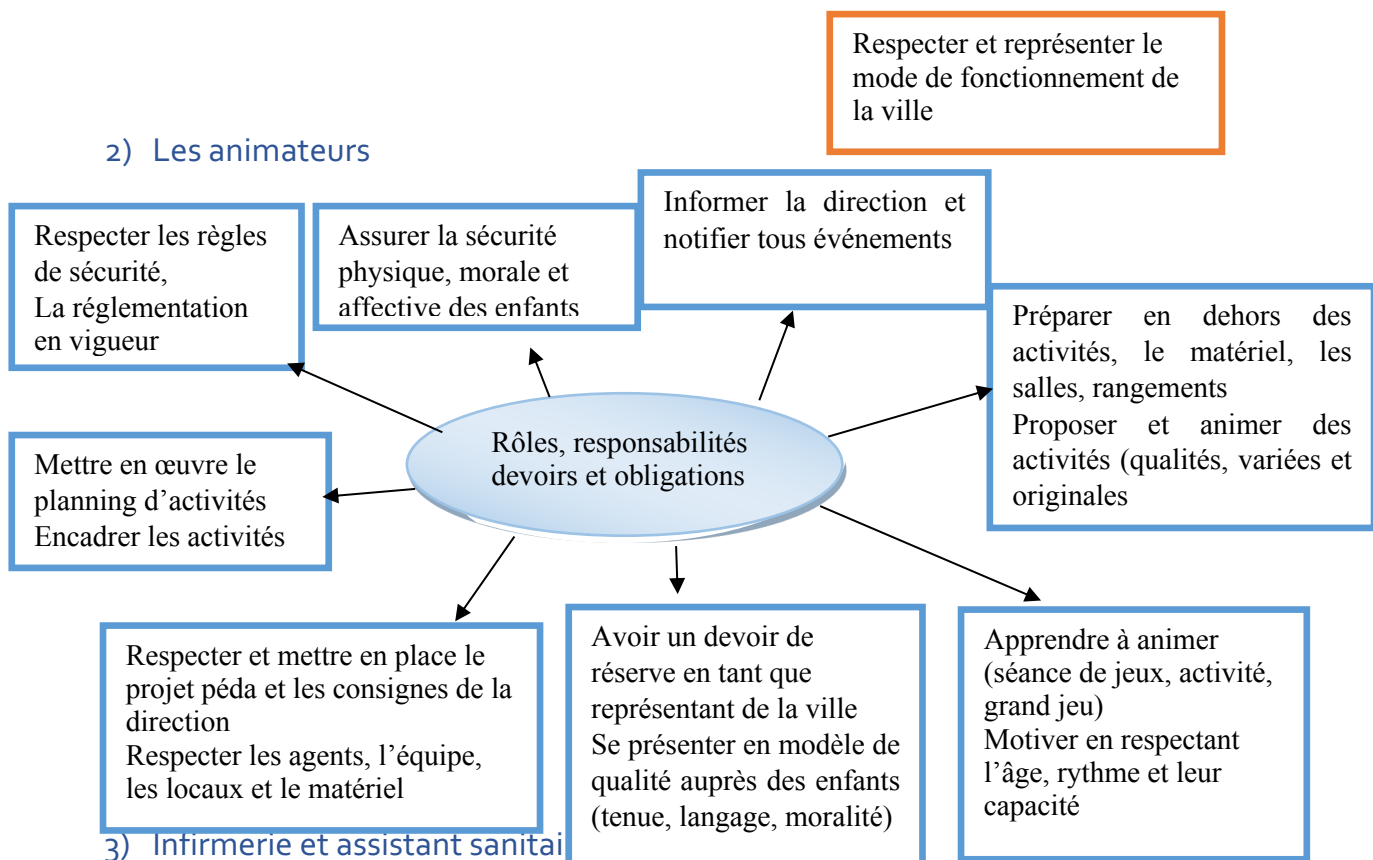 Respecter et représenter le
mode de fonctionnement de
la ville
2) Les animateurs
Respecter les règles
de sécurité,
La réglementation
en vigueur
Assurer la sécurité
physique, morale et
affective des enfants
Informer la direction et
notifier tous événements
Préparer en dehors des
activités, le matériel, les
salles, rangements
Proposer et animer des
activités (qualités, variées et
originales
Rôles, responsabilités
devoirs et obligations
Mettre en œuvre le
planning d’activités
Encadrer les activités
Respecter et mettre en place le
projet péda et les consignes de la
direction
Respecter les agents, l’équipe,
les locaux et le matériel
Avoir un devoir de
réserve en tant que
représentant de la ville
Se présenter en modèle de
qualité auprès des enfants
(tenue, langage, moralité)
Apprendre à animer
(séance de jeux, activité,
grand jeu)
Motiver en respectant
l’âge, rythme et leur
capacité
3) Infirmerie et assistant sanitai